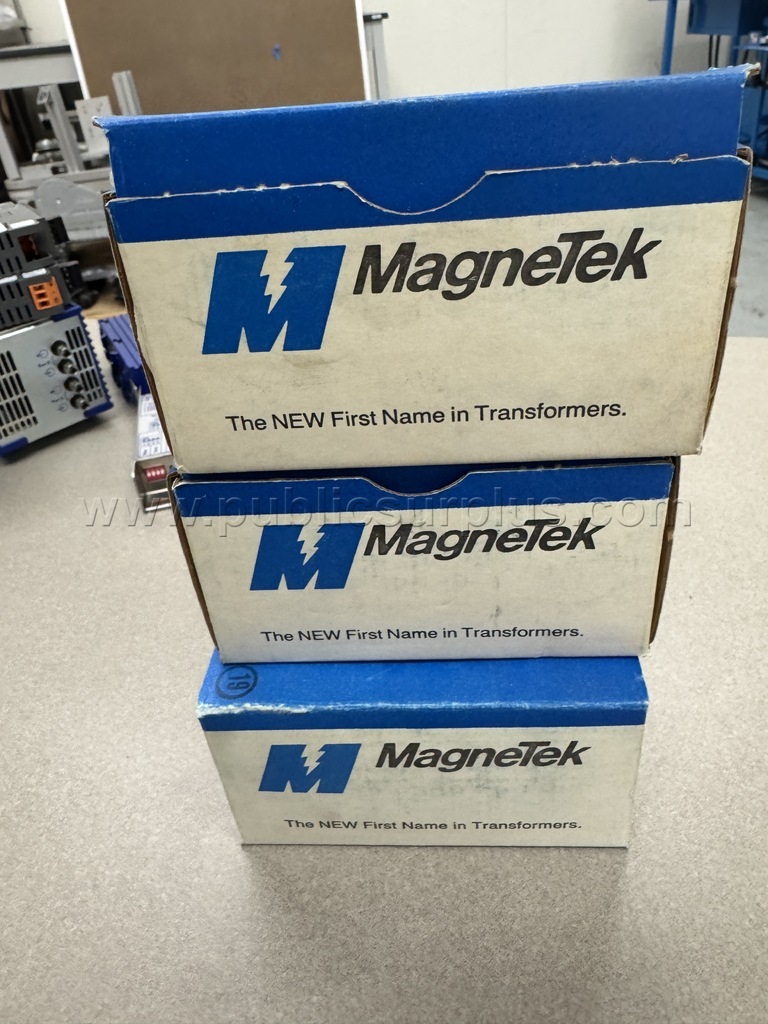 M MagneTek
The NEW First Name in Transformers.
www.publicsurplus.com
M MagneTek
The NEW First Name in Transformers.
19
M MagneTek
The NEW First Name in Transformers.